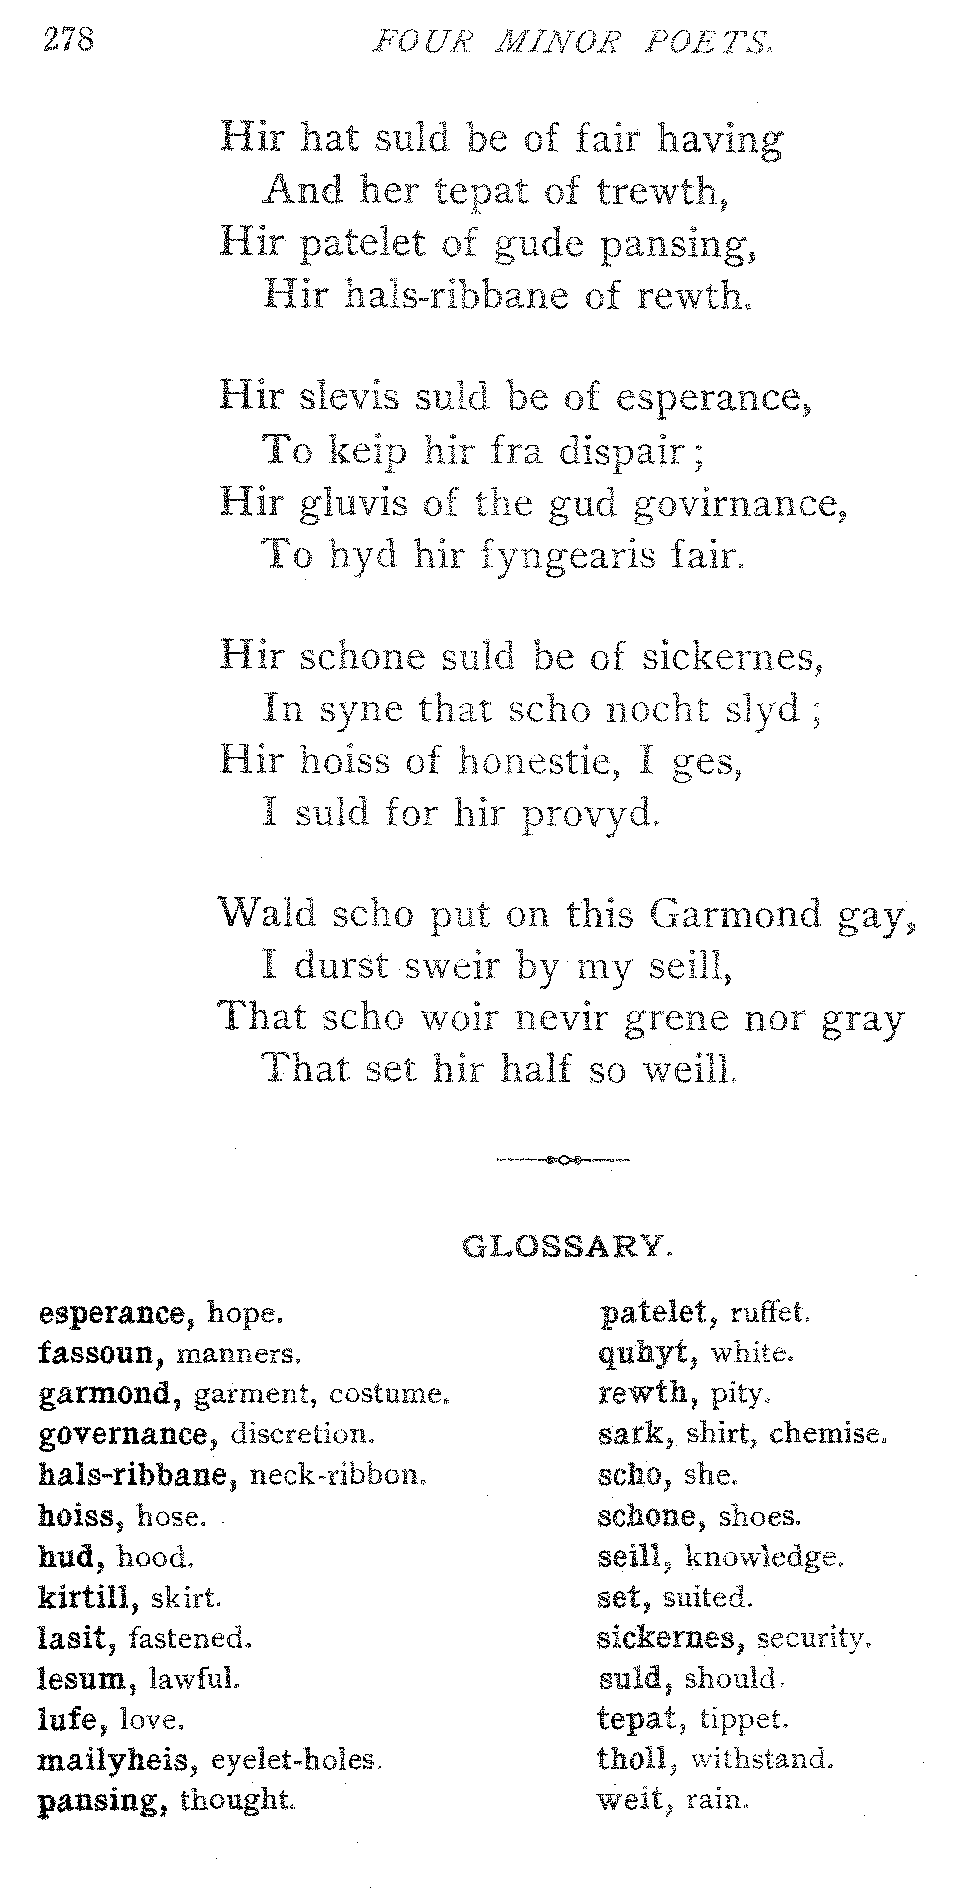 278 FOUR MINOR POETS.
Hir hat suld be of fair having
And her tepat of trewth,
Hir patelet of gude pansing,
Hir hals-ribbane of rewth.
Hir slevis suld be of esperance,
To keip hir fra dispair;
Hir gluvis of the gud govirnance,
To hyd hir fyngearis fair.
Hir schone suld be of sickernes,
In syne that scho nocht slyd;
Hir hoiss of honestie, I ges,
I suld for hir provyd.
Wald scho put on this Garmond gay,
I durst sweir by my seill,
That scho woir nevir grene nor gray
That set hir half so weill.
GLOSSARY.
esperance, hope.
fassoun, manners.
garmond, garment, costume.
governance, discretion.
hals-ribbane, neck-ribbon.
hoiss, hose.
hud, hood.
kirtill, skirt.
lasit, fastened.
lesum, lawful.
lufe, love.
mailyheis, eyelet-holes.
pansing, thought.
patelet, ruffet.
quhyt, white.
rewth, pity.
sark, shirt, chemise.
scho, she.
schone, shoes.
seill, knowledge.
set, suited.
sickernes, security.
suld, should.
tepat, tippet.
tholl, withstand.
weit, rain.